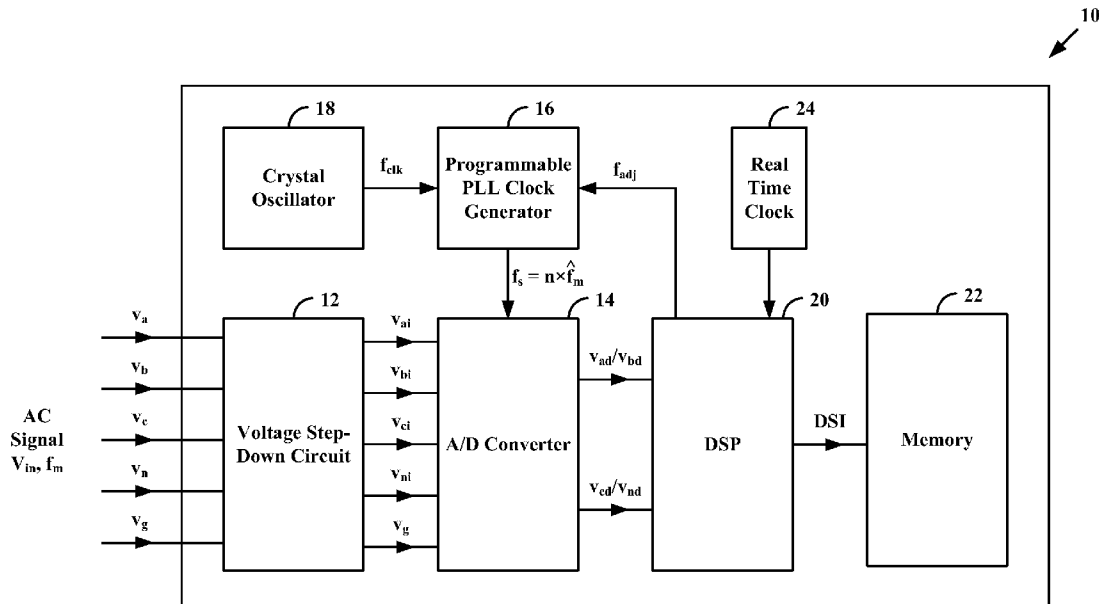 10
18
16
24
Crystal
Oscillator
f_clk
Programmable
PLL Clock
Generator
f_adj
Real
Time
Clock
f_s = n×f̂_m
12
14
20
22
AC
Signal
V_in, f_m
v_a
v_b
v_c
v_n
v_g
Voltage Step-
Down Circuit
v_ai
v_bi
v_ci
v_ni
v_g
A/D Converter
v_ad/v_bd
v_cd/v_nd
DSP
DSI
Memory